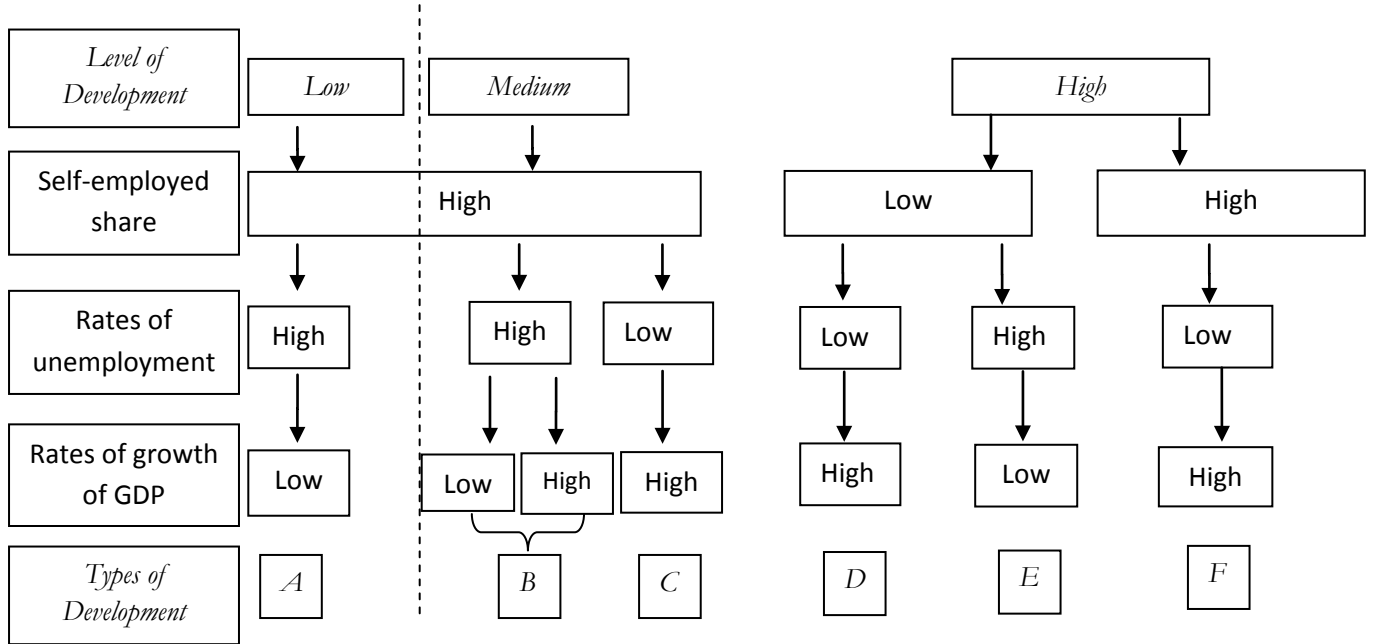 Level of
Development
Low
Medium
High
Self-employed
share
High
Low
High
Rates of
unemployment
High
High
Low
Low
High
Low
Rates of growth
of GDP
Low
Low
High
High
High
Low
High
Types of
Development
A
B
C
D
E
F